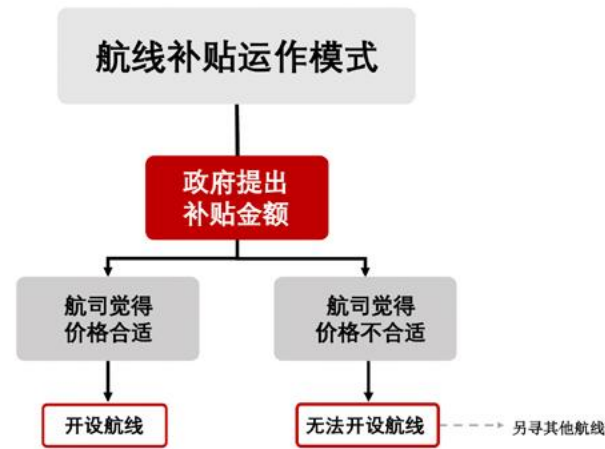 航线补贴运作模式
政府提出
补贴金额
航司觉得
价格合适
航司觉得
价格不合适
开设航线
无法开设航线
另寻其他航线